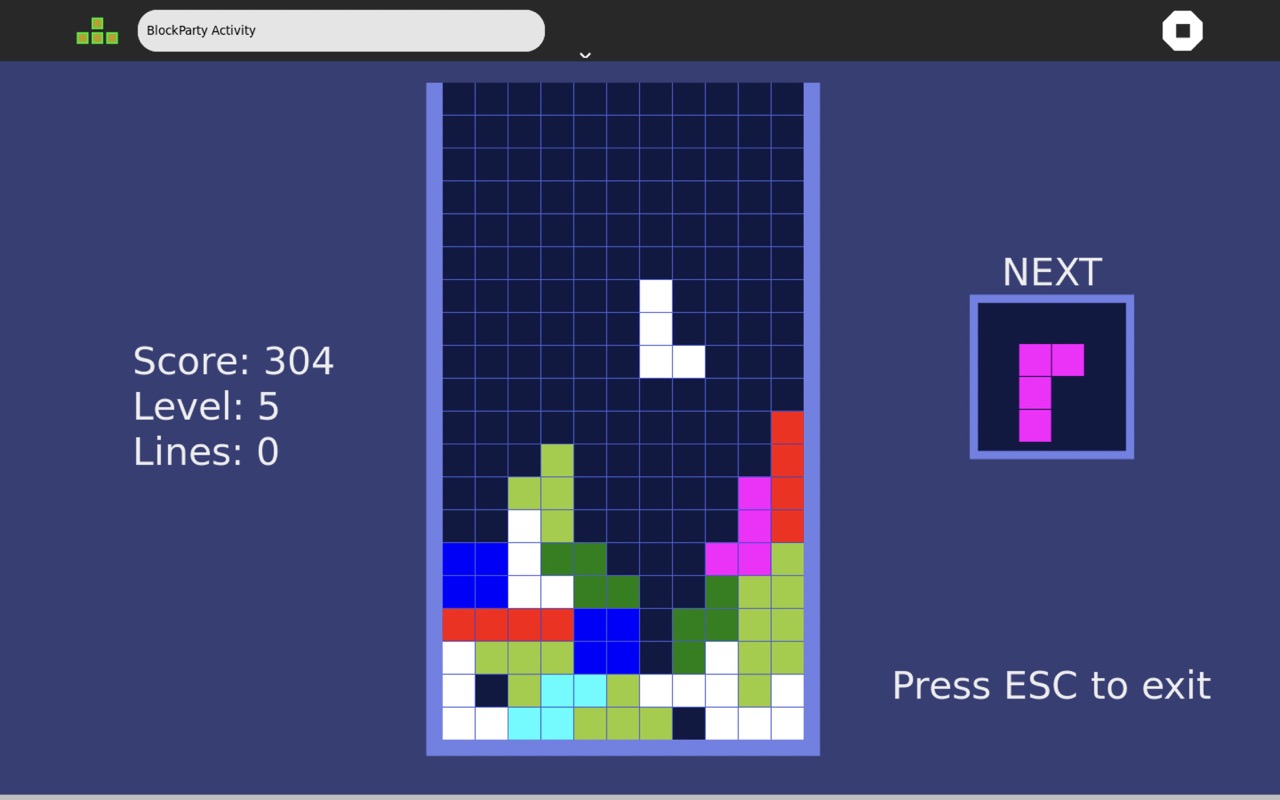 BlockParty Activity
NEXT
Score: 304
Level: 5
Lines: 0
Press ESC to exit